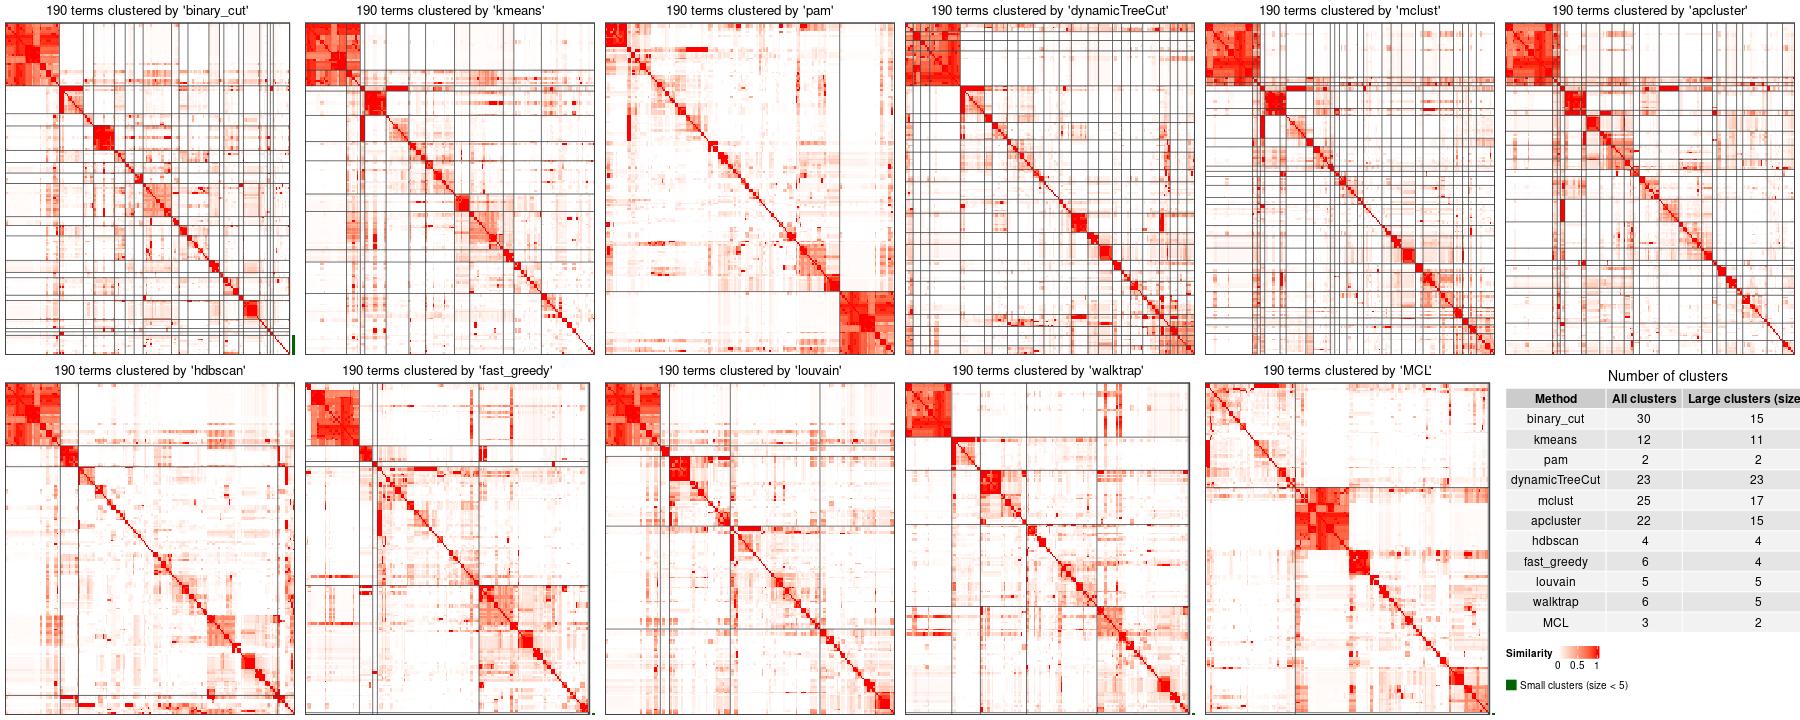 190 terms clustered by 'binary_cut'
190 terms clustered by 'kmeans'
190 terms clustered by 'pam'
190 terms clustered by 'dynamicTreeCut'
190 terms clustered by 'mclust'
190 terms clustered by 'apcluster'
190 terms clustered by 'hdbscan'
190 terms clustered by 'fast_greedy'
190 terms clustered by 'louvain'
190 terms clustered by 'walktrap'
190 terms clustered by 'MCL'
Number of clusters
Method All clusters Large clusters (size
binary_cut 30 15
kmeans 12 11
pam 2 2
dynamicTreeCut 23 23
mclust 25 17
apcluster 22 15
hdbscan 4 4
fast_greedy 6 4
louvain 5 5
walktrap 6 5
MCL 3 2
Similarity
0 0.5 1
Small clusters (size < 5)